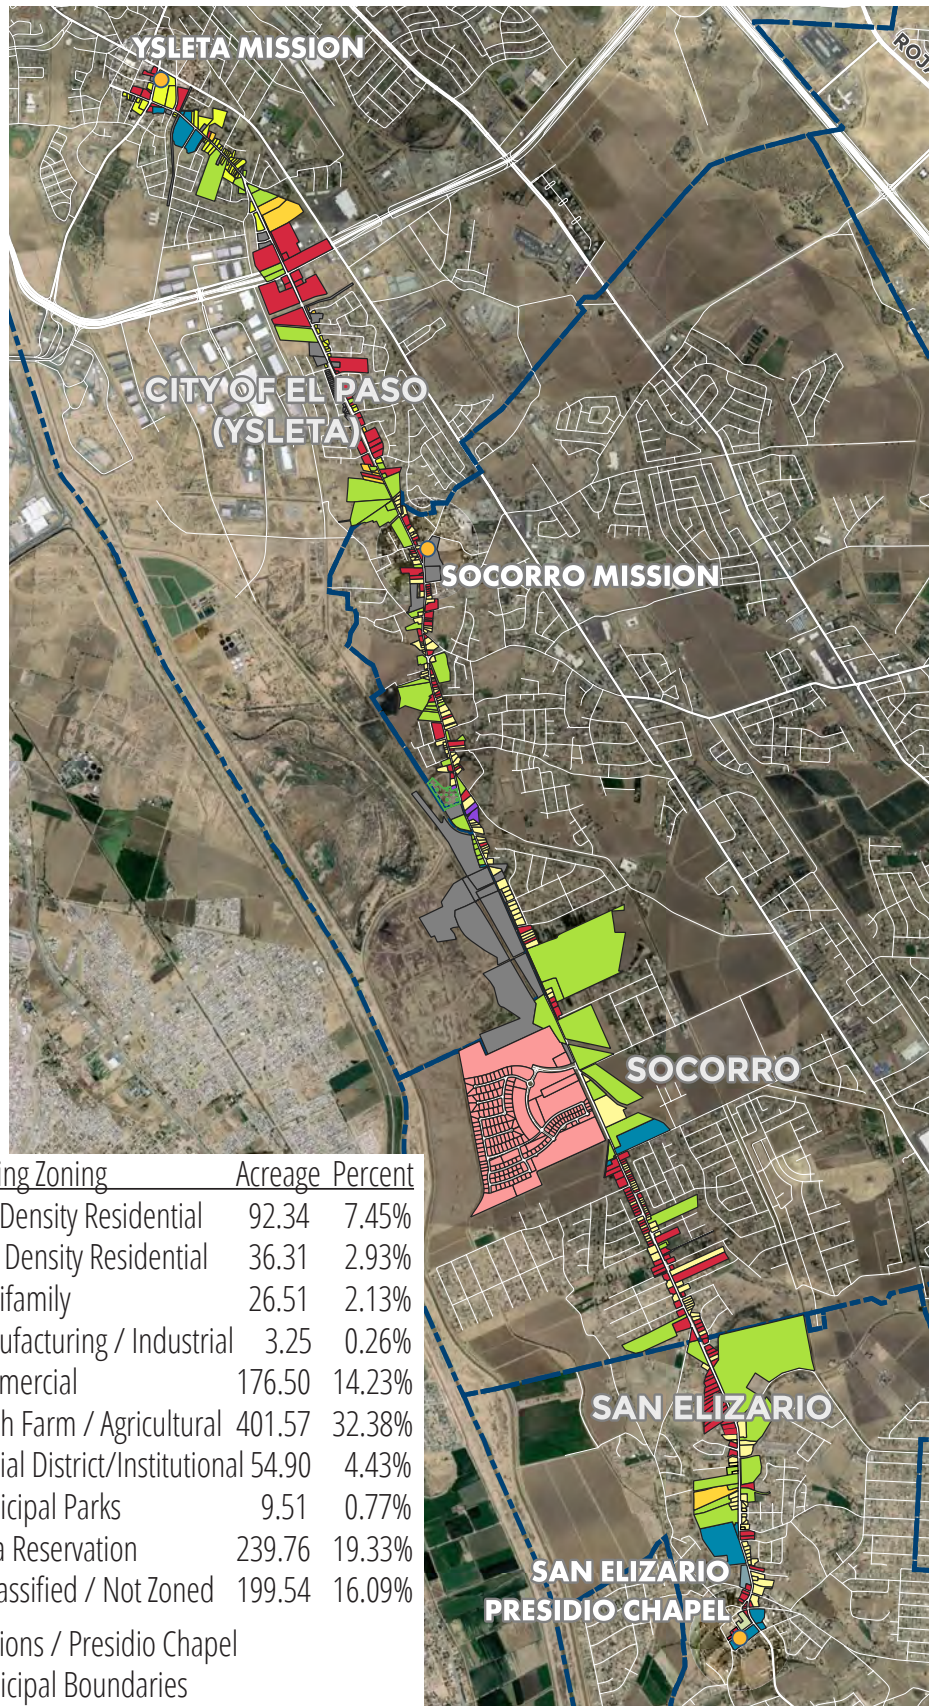 YSLETA MISSION
ROJA
CITY OF EL PASO
(YSLETA)
SOCORRO MISSION
SOCORRO
ing Zoning Acreage Percent
Density Residential 92.34 7.45%
Density Residential 36.31 2.93%
ifamily 26.51 2.13%
ufacturing / Industrial 3.25 0.26%
mercial 176.50 14.23%
h Farm / Agricultural 401.57 32.38%
ial District/Institutional 54.90 4.43%
icipal Parks 9.51 0.77%
a Reservation 239.76 19.33%
assified / Not Zoned 199.54 16.09%
ions / Presidio Chapel
icipal Boundaries
SAN ELIZARIO
SAN ELIZARIO
PRESIDIO CHAPEL